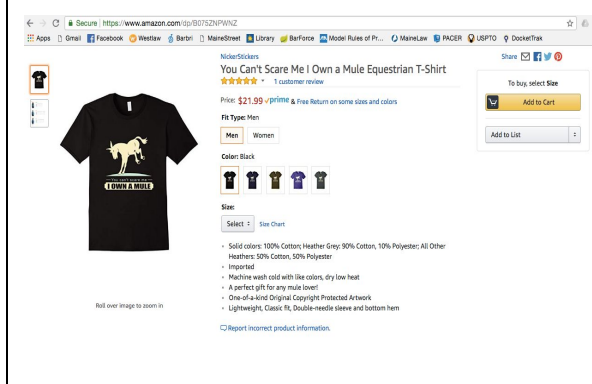 Secure https://www.amazon.com/dp/B075ZNPWNZ
Apps Gmail Facebook Westlaw Barbri MaineStreet Library BarForce Model Rules of Pr... MaineLaw PACER USPTO DocketTrak
NickerStickers
Share
You Can't Scare Me I Own a Mule Equestrian T-Shirt
1 customer review
Price: $21.99 prime & Free Return on some sizes and colors
Fit Type: Men
Men Women
Color: Black
Size:
Select Size Chart
Solid colors: 100% Cotton; Heather Grey: 90% Cotton, 10% Polyester; All Other
Heathers: 50% Cotton, 50% Polyester
Imported
Machine wash cold with like colors, dry low heat
A perfect gift for any mule lover!
One-of-a-kind Original Copyright Protected Artwork
Lightweight, Classic fit, Double-needle sleeve and bottom hem
Report incorrect product information.
To buy, select Size
Add to Cart
Add to List
You can't scare me
I OWN A MULE
Roll over image to zoom in